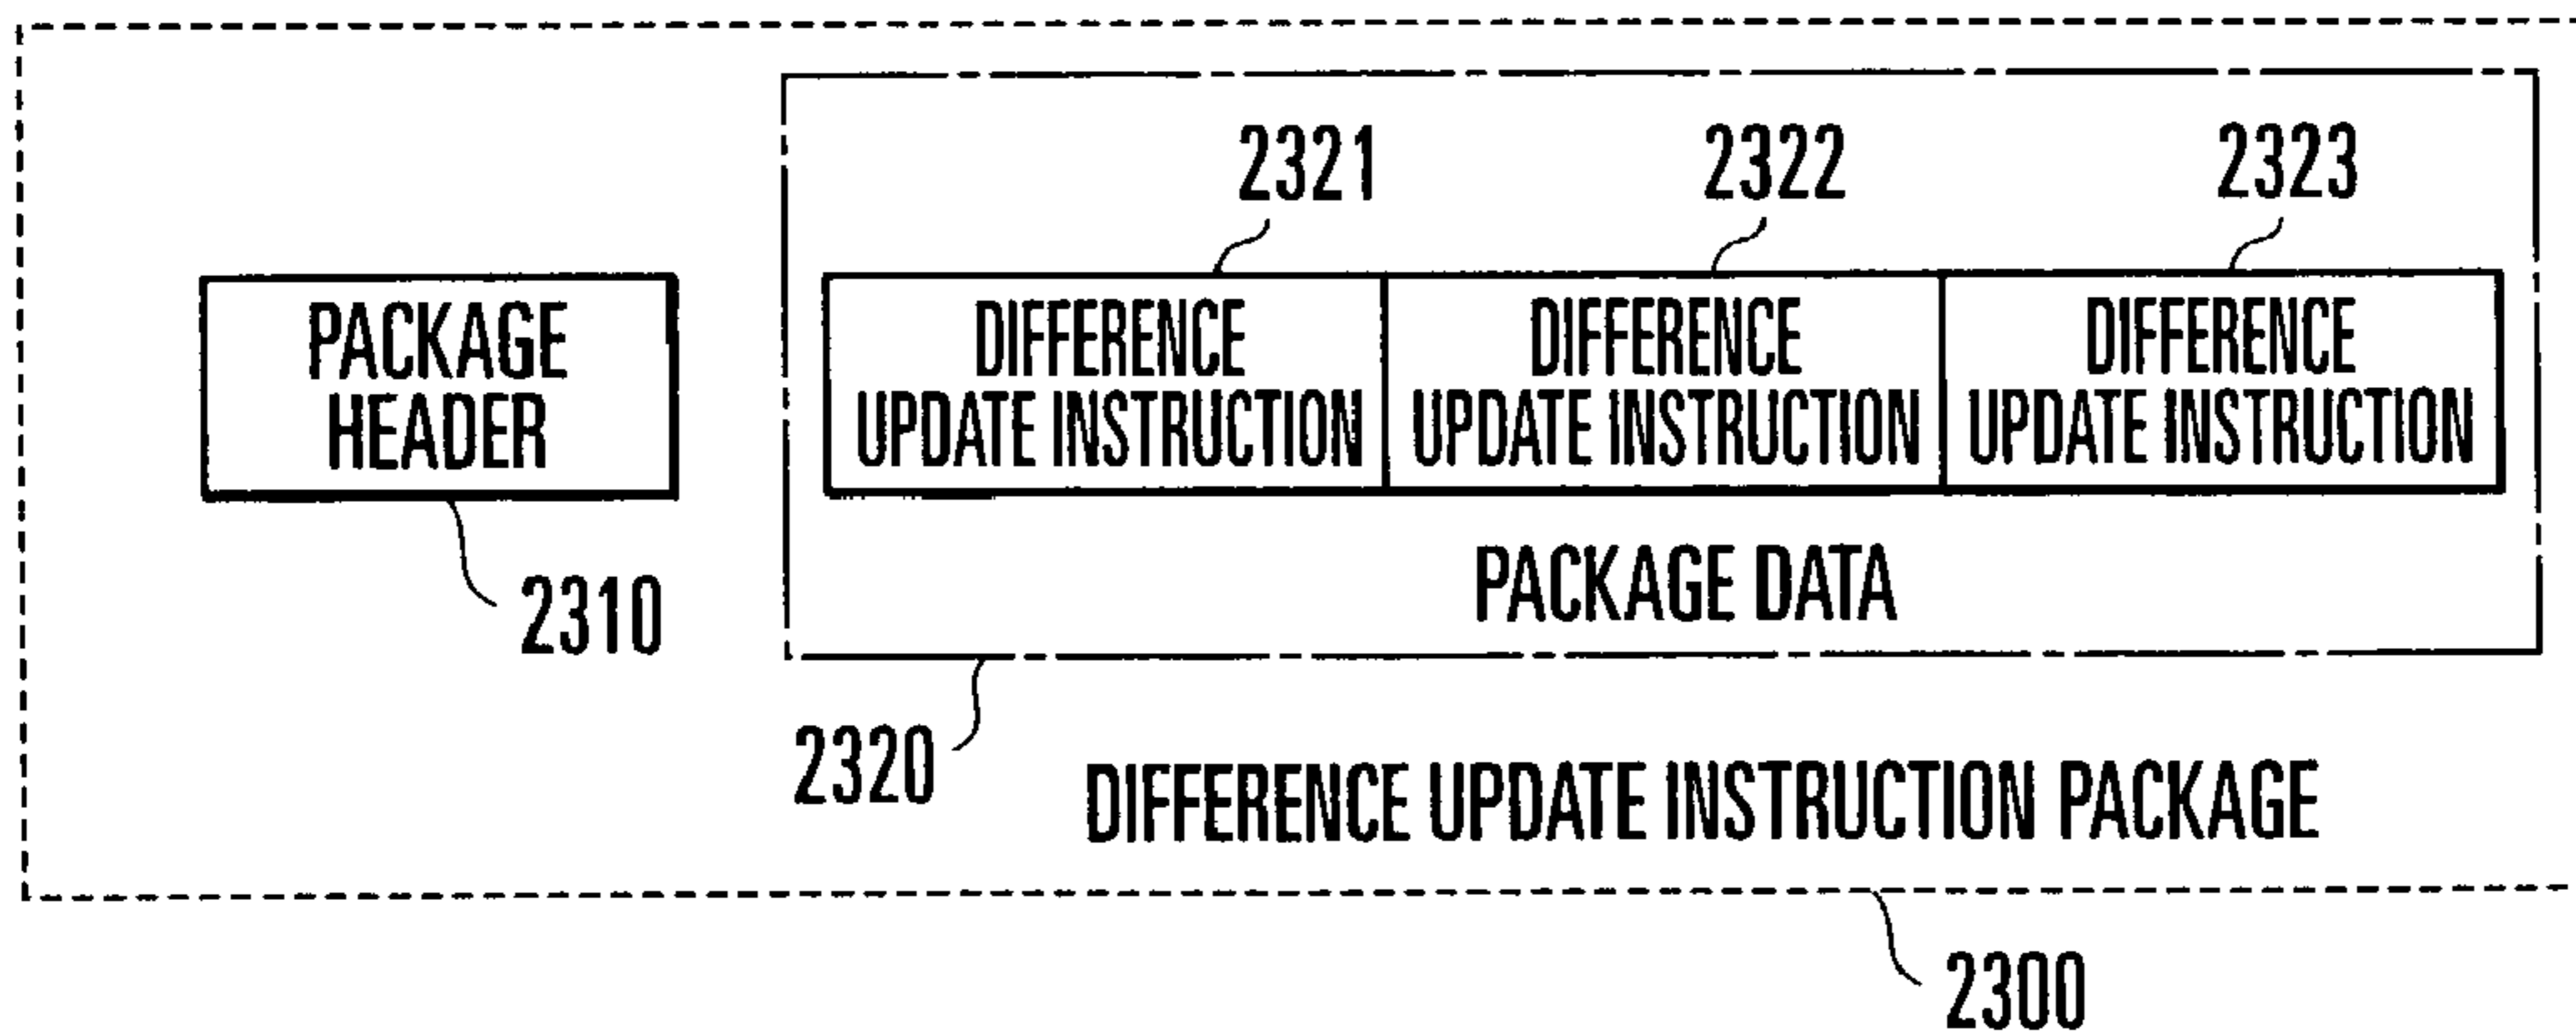 2321 2322 2323
PACKAGE HEADER
DIFFERENCE UPDATE INSTRUCTION
DIFFERENCE UPDATE INSTRUCTION
DIFFERENCE UPDATE INSTRUCTION
PACKAGE DATA
2310
2320
DIFFERENCE UPDATE INSTRUCTION PACKAGE
2300